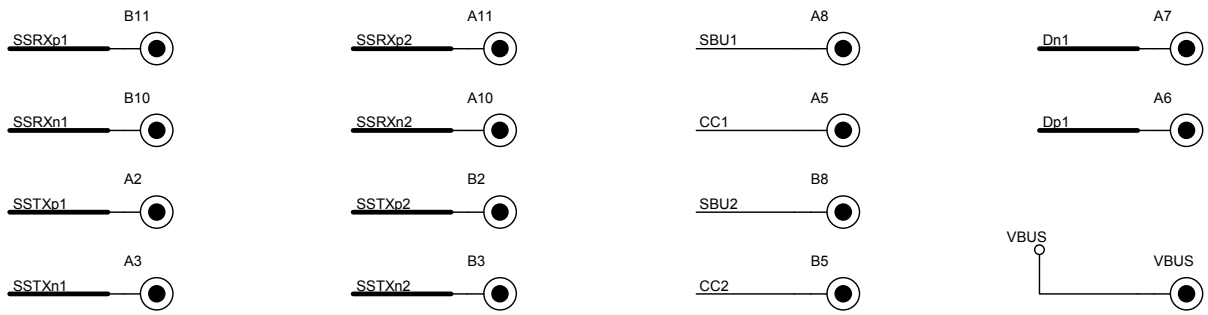 B11 A11 A8 A7
SSRXp1 SSRXp2 SBU1 Dn1
B10 A10 A5 A6
SSRXn1 SSRXn2 CC1 Dp1
A2 B2 B8
SSTXp1 SSTXp2 SBU2
VBUS
A3 B3 B5 VBUS
SSTXn1 SSTXn2 CC2